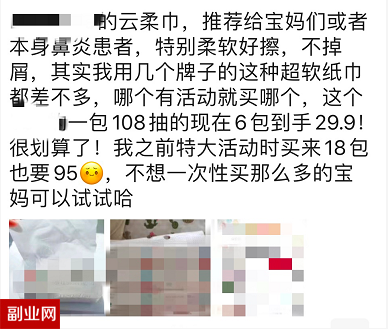 的云柔巾，推荐给宝妈们或者
本身鼻炎患者，特别柔软好擦，不掉
屑，其实我用几个牌子的这种超软纸巾
都差不多，哪个有活动就买哪个，这个
一包108抽的现在6包到手29.9！
很划算了！我之前特大活动时买来18包
也要95🥺，不想一次性买那么多的宝
妈可以试试哈
副业网